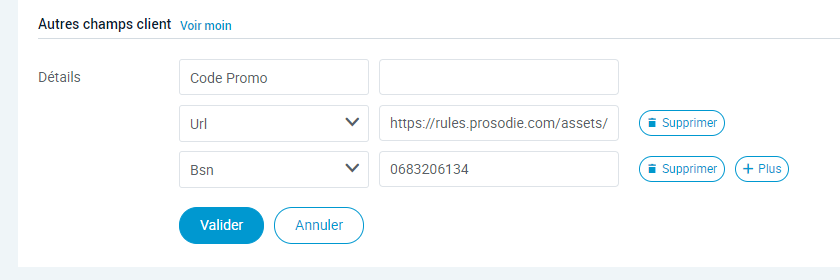 Autres champs client Voir moin
Détails Code Promo
Url https://rules.prosodie.com/assets/ Supprimer
Bsn 0683206134 Supprimer + Plus
Valider Annuler